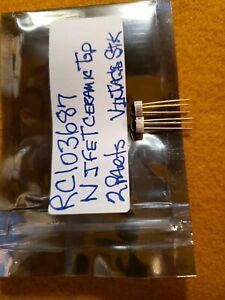 RC103687
N JFET CERAMIC TOP
2 PARTS VINTAGE STK